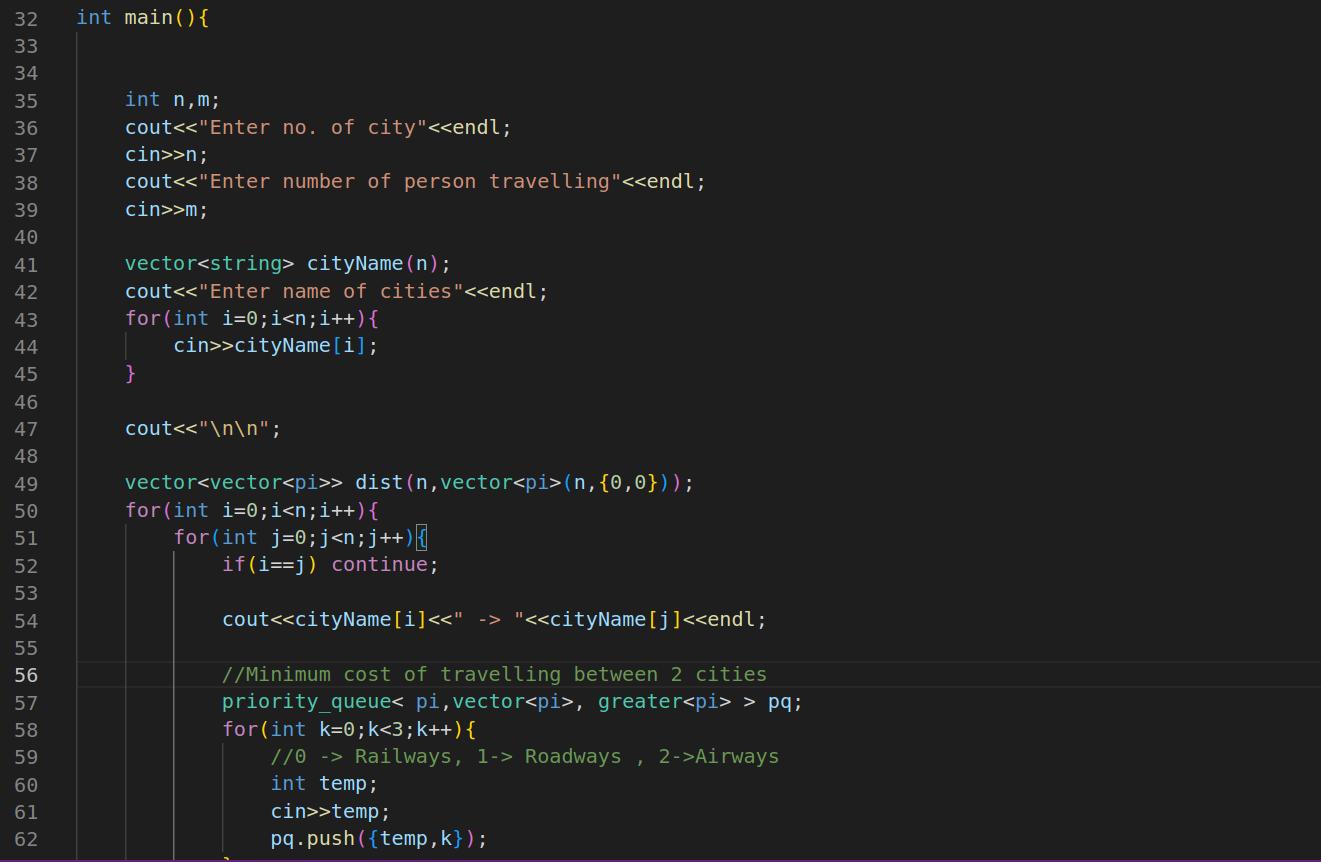 32 int main(){
33
34
35 int n,m;
36 cout<<"Enter no. of city"<<endl;
37 cin>>n;
38 cout<<"Enter number of person travelling"<<endl;
39 cin>>m;
40
41 vector<string> cityName(n);
42 cout<<"Enter name of cities"<<endl;
43 for(int i=0;i<n;i++){
44 cin>>cityName[i];
45 }
46
47 cout<<"\n\n";
48
49 vector<vector<pi>> dist(n,vector<pi>(n,{0,0}));
50 for(int i=0;i<n;i++){
51 for(int j=0;j<n;j++){
52 if(i==j) continue;
53
54 cout<<cityName[i]<<" -> "<<cityName[j]<<endl;
55
56 //Minimum cost of travelling between 2 cities
57 priority_queue< pi,vector<pi>, greater<pi> > pq;
58 for(int k=0;k<3;k++){
59 //0 -> Railways, 1-> Roadways , 2->Airways
60 int temp;
61 cin>>temp;
62 pq.push({temp,k});